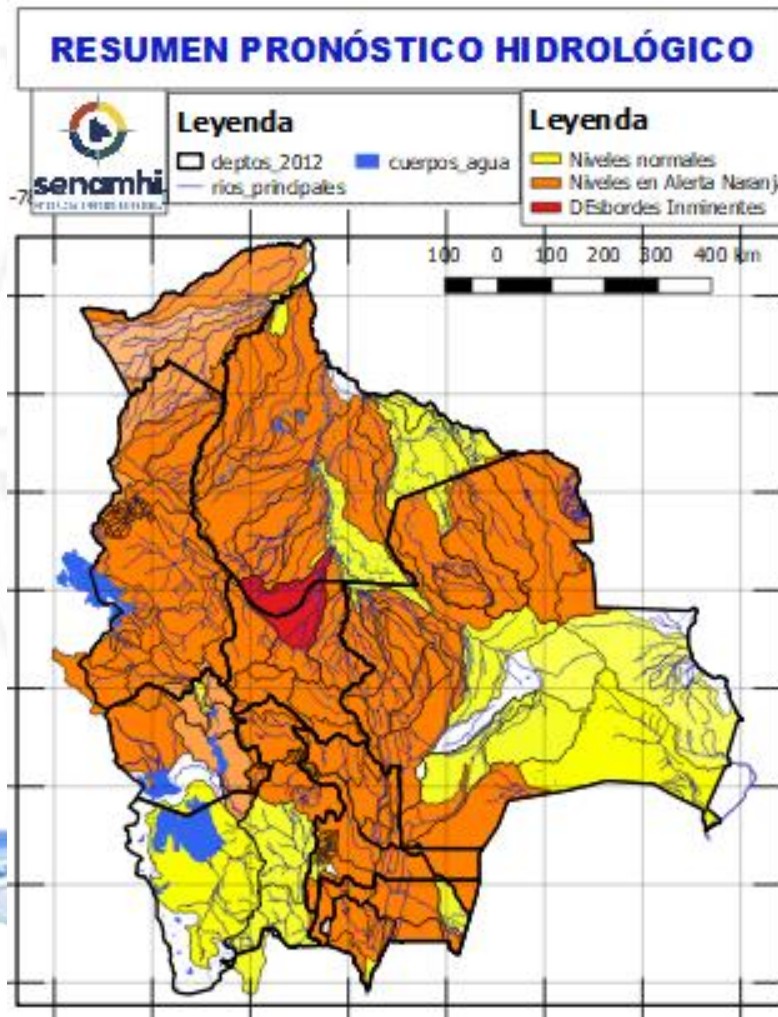 RESUMEN PRONÓSTICO HIDROLÓGICO
senamhi
Leyenda
deptos_2012
cuerpos_agua
rios_principales
Leyenda
Niveles normales
Niveles en Alerta Naranj
DEsbordes Inminentes
100 0 100 200 300 400 km